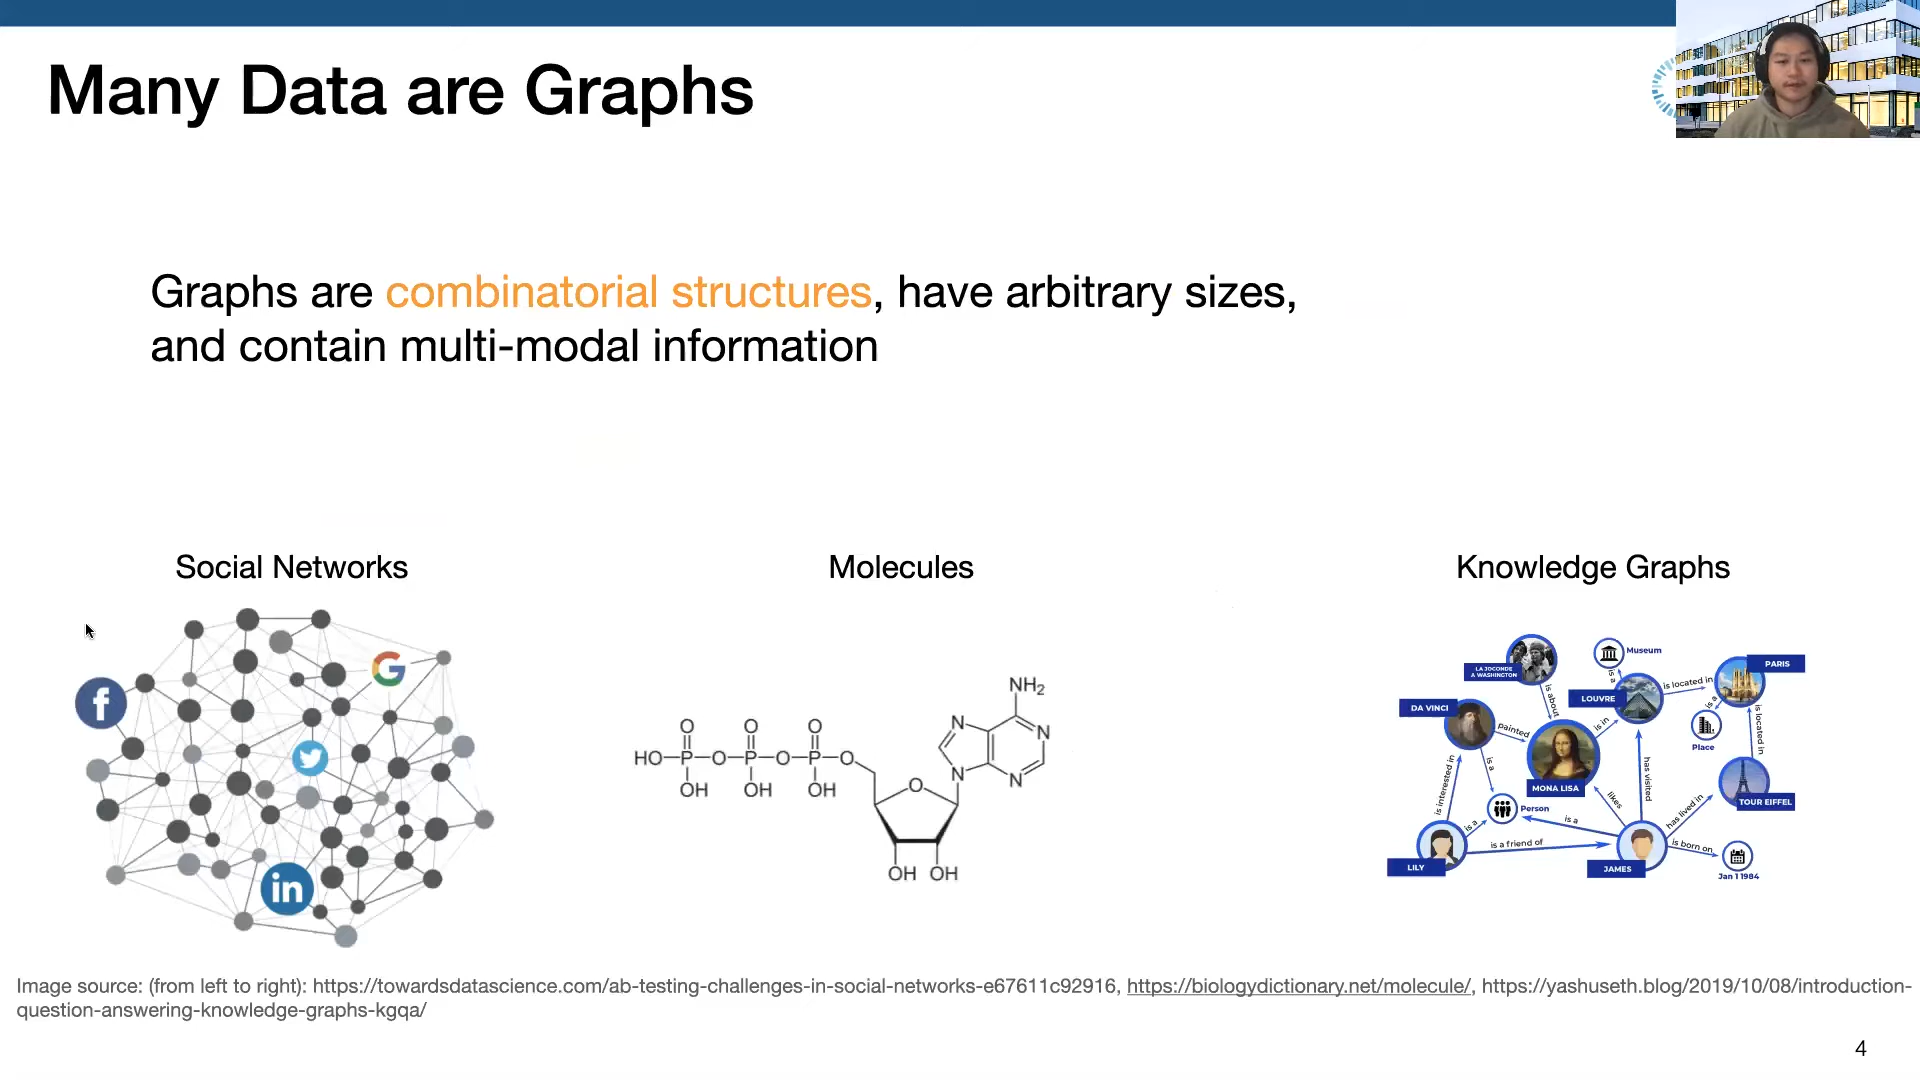 Many Data are Graphs
Graphs are combinatorial structures, have arbitrary sizes,
and contain multi-modal information
Social Networks
Molecules
Knowledge Graphs
G
f
in
NH2
N
N
N
N
O
O
O
HO
P
O
P
O
P
O
OH
OH
OH
O
OH
OH
LA JOCONDE
A WASHINGTON
Museum
PARIS
is a
is located in
LOUVRE
is about
DA VINCI
is in
is a
painted
Place
is located in
MONA LISA
is interested in
is a
has visited
likes
TOUR EIFFEL
Person
is a
is a
has lived in
is a friend of
is born on
LILY
JAMES
Jan 1 1984
Image source: (from left to right): https://towardsdatascience.com/ab-testing-challenges-in-social-networks-e67611c92916, https://biologydictionary.net/molecule/, https://yashuseth.blog/2019/10/08/introduction-
question-answering-knowledge-graphs-kgqa/
4